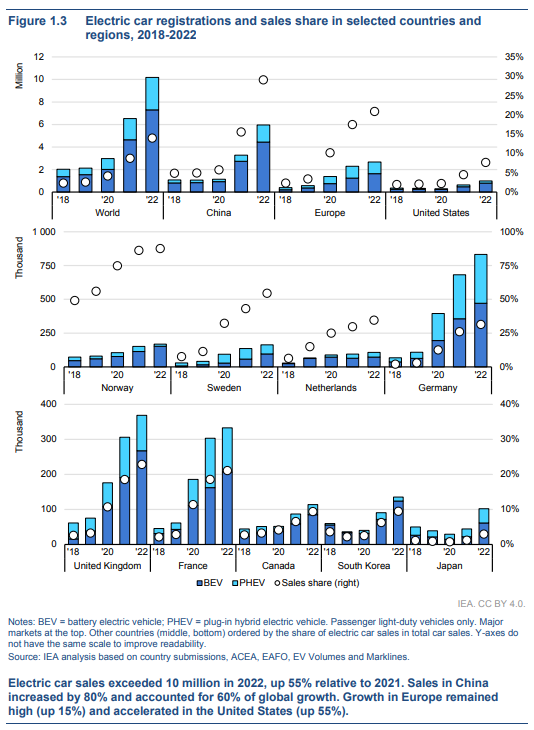 Figure 1.3 Electric car registrations and sales share in selected countries and
regions, 2018-2022
Million
12
10
8
6
4
2
0
35%
30%
25%
20%
15%
10%
5%
0%
'18 '20 '22 '18 '20 '22 '18 '20 '22 '18 '20 '22
World China Europe United States
Thousand
1 000
750
500
250
0
100%
75%
50%
25%
0%
'18 '20 '22 '18 '20 '22 '18 '20 '22 '18 '20 '22
Norway Sweden Netherlands Germany
Thousand
400
300
200
100
0
40%
30%
20%
10%
0%
'18 '20 '22 '18 '20 '22 '18 '20 '22 '18 '20 '22 '18 '20 '22
United Kingdom France Canada South Korea Japan
BEV PHEV Sales share (right)
IEA. CC BY 4.0.
Notes: BEV = battery electric vehicle; PHEV = plug-in hybrid electric vehicle. Passenger light-duty vehicles only. Major
markets at the top. Other countries (middle, bottom) ordered by the share of electric car sales in total car sales. Y-axes do
not have the same scale to improve readability.
Source: IEA analysis based on country submissions, ACEA, EAFO, EV Volumes and Marklines.
Electric car sales exceeded 10 million in 2022, up 55% relative to 2021. Sales in China
increased by 80% and accounted for 60% of global growth. Growth in Europe remained
high (up 15%) and accelerated in the United States (up 55%).